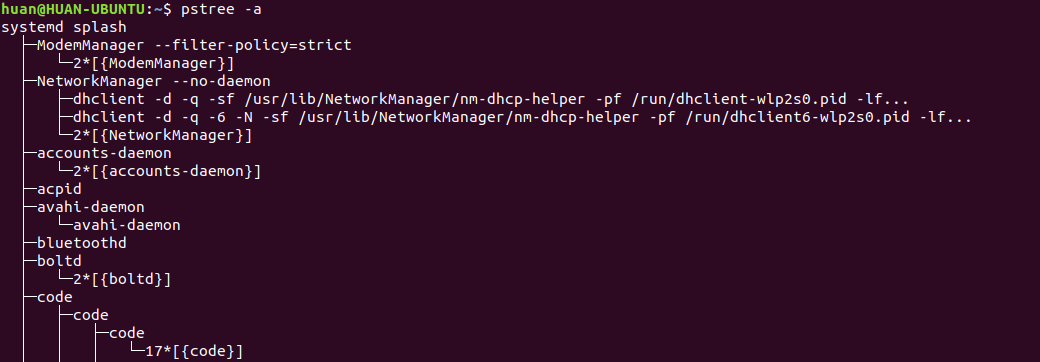 huan@HUAN-UBUNTU:~$ pstree -a
systemd splash
├─ModemManager --filter-policy=strict
│   └─2*[{ModemManager}]
├─NetworkManager --no-daemon
│   ├─dhclient -d -q -sf /usr/lib/NetworkManager/nm-dhcp-helper -pf /run/dhclient-wlp2s0.pid -lf...
│   ├─dhclient -d -q -6 -N -sf /usr/lib/NetworkManager/nm-dhcp-helper -pf /run/dhclient6-wlp2s0.pid -lf...
│   └─2*[{NetworkManager}]
├─accounts-daemon
│   └─2*[{accounts-daemon}]
├─acpid
├─avahi-daemon
│   └─avahi-daemon
├─bluetoothd
├─boltd
│   └─2*[{boltd}]
├─code
│   ├─code
│   │   ├─code
│   │   │   └─17*[{code}]